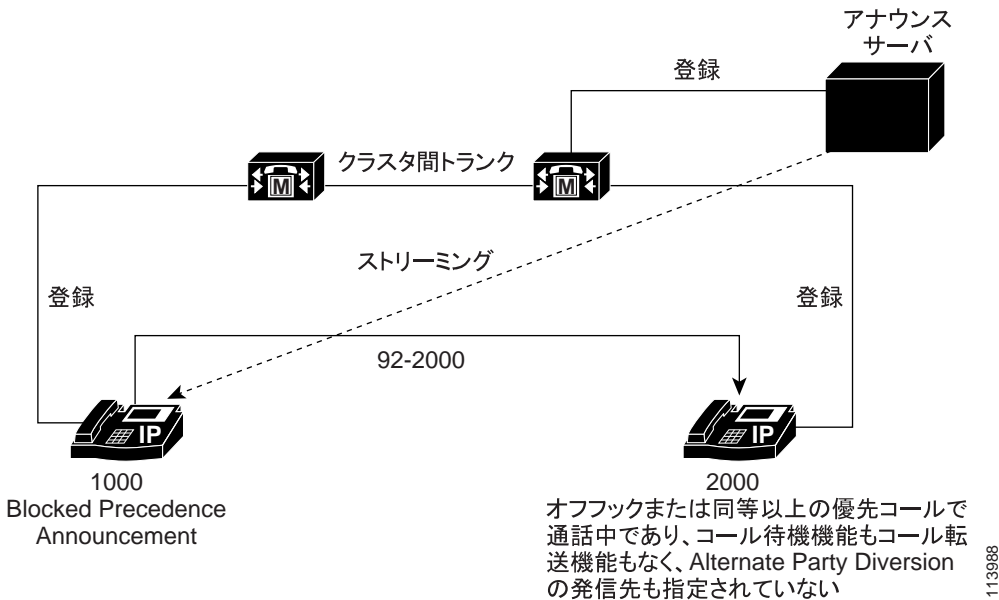 アナウンス
サーバ
登録
クラスタ間トランク
M
M
ストリーミング
登録
登録
92-2000
IP
IP
1000
Blocked Precedence
Announcement
2000
オフフックまたは同等以上の優先コールで
通話中であり、コール待機機能もコール転
送機能もなく、Alternate Party Diversion
の発信先も指定されていない
113988